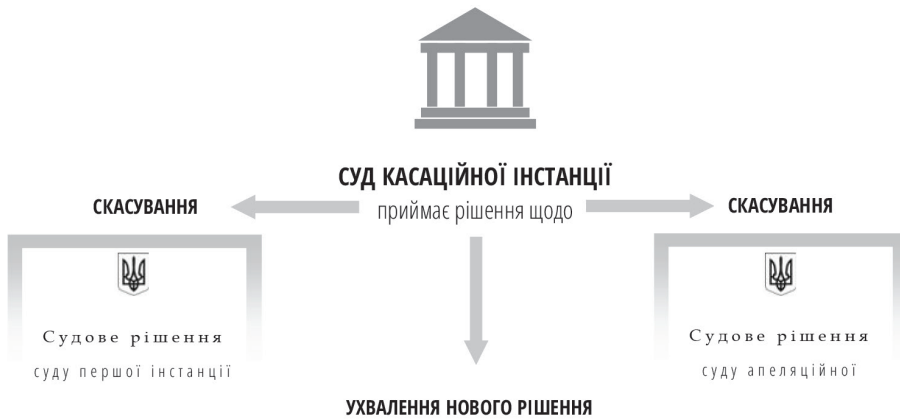 СУД КАСАЦІЙНОЇ ІНСТАНЦІЇ
приймає рішення щодо
СКАСУВАННЯ
Судове рішення
суду першої інстанції
СКАСУВАННЯ
Судове рішення
суду апеляційної
УХВАЛЕННЯ НОВОГО РІШЕННЯ